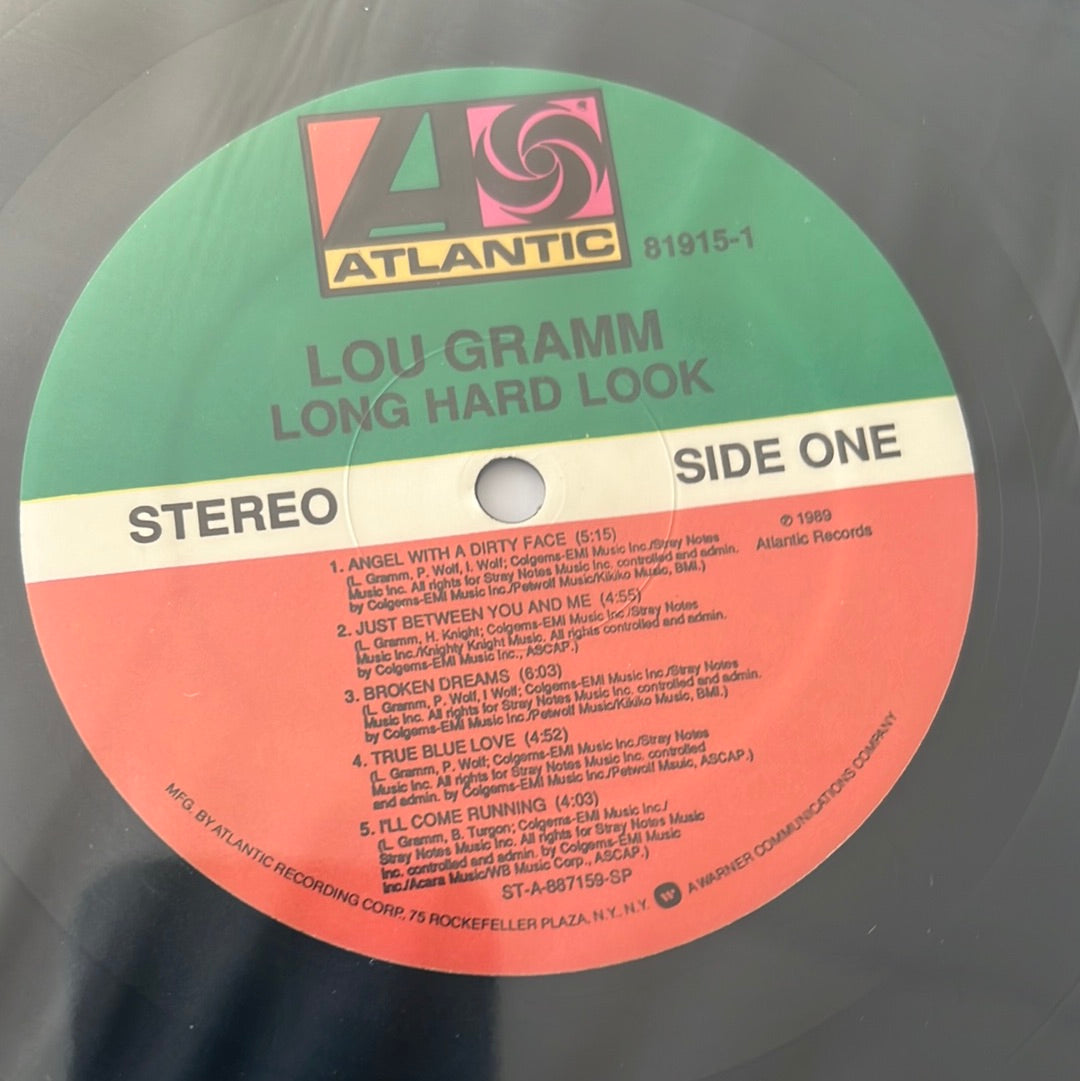 ATLANTIC
81915-1
LOU GRAMM
LONG HARD LOOK
STEREO
SIDE ONE
℗ 1989
Atlantic Records
1. ANGEL WITH A DIRTY FACE (5:15)
(L. Gramm, P. Wolf, I. Wolf; Colgems-EMI Music Inc./Stray Notes
Music Inc. All rights for Stray Notes Music Inc. controlled and admin.
by Colgems-EMI Music Inc./Petwolf Music/Kikiko Music, BMI.)
2. JUST BETWEEN YOU AND ME (4:55)
(L. Gramm, H. Knight; Colgems-EMI Music Inc./Stray Notes
Music Inc./Knighty Knight Music. All rights controlled and admin.
by Colgems-EMI Music Inc., ASCAP.)
3. BROKEN DREAMS (6:03)
(L. Gramm, P. Wolf, I Wolf; Colgems-EMI Music Inc./Stray Notes
Music Inc. All rights for Stray Notes Music Inc. controlled and admin.
by Colgems-EMI Music Inc./Petwolf Music/Kikiko Music, BMI.)
4. TRUE BLUE LOVE (4:52)
(L. Gramm, P. Wolf; Colgems-EMI Music Inc./Stray Notes
Music Inc. All rights for Stray Notes Music Inc. controlled
and admin. by Colgems-EMI Music Inc./Petwolf Mauic, ASCAP.)
5. I'LL COME RUNNING (4:03)
(L. Gramm, B. Turgon; Colgems-EMI Music Inc./
Stray Notes Music Inc. All rights for Stray Notes Music
Inc. controlled and admin. by Colgems-EMI Music
Inc./Acara Music/WB Music Corp., ASCAP.)
ST-A-887159-SP
MFG. BY ATLANTIC RECORDING CORP., 75 ROCKEFELLER PLAZA, N.Y., N.Y. W A WARNER COMMUNICATIONS COMPANY